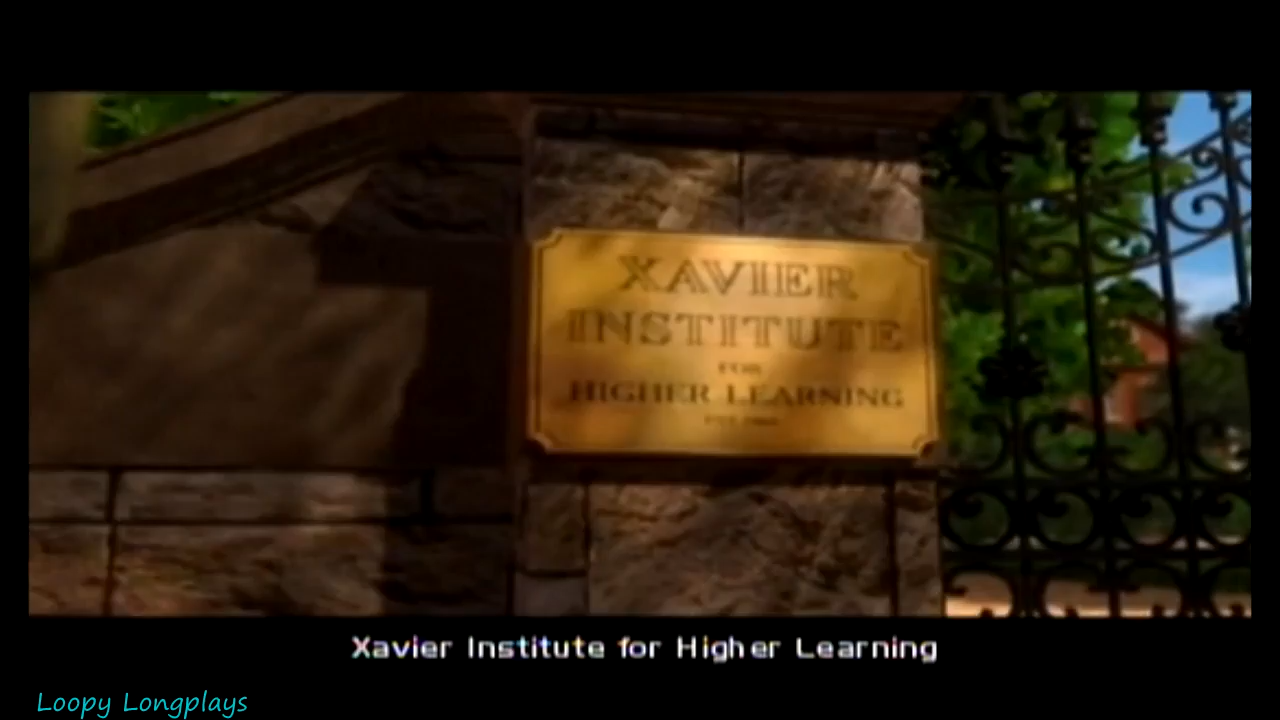 XAVIER
INSTITUTE
FOR
HIGHER LEARNING
Xavier Institute for Higher Learning
Loopy Longplays